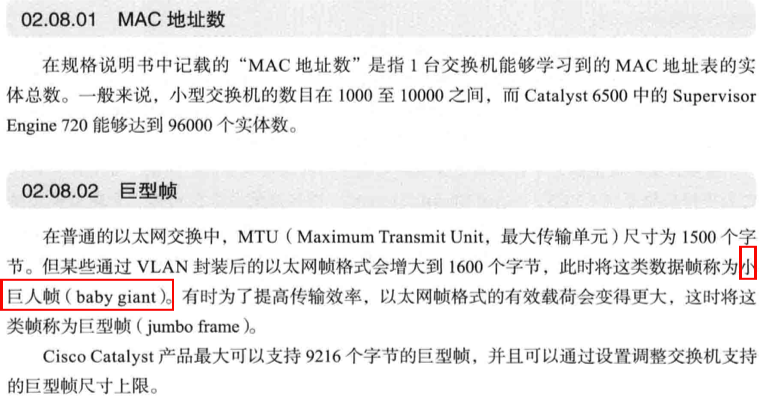 02.08.01 MAC 地址数
在规格说明书中记载的“MAC 地址数”是指 1 台交换机能够学习到的 MAC 地址表的实
体总数。一般来说，小型交换机的数目在 1000 至 10000 之间，而 Catalyst 6500 中的 Supervisor
Engine 720 能够达到 96000 个实体数。
02.08.02 巨型帧
在普通的以太网交换中，MTU（Maximum Transmit Unit，最大传输单元）尺寸为 1500 个字
节。但某些通过 VLAN 封装后的以太网帧格式会增大到 1600 个字节，此时将这类数据帧称为小
巨人帧（baby giant）。有时为了提高传输效率，以太网帧格式的有效载荷会变得更大，这时将这
类帧称为巨型帧（jumbo frame）。
Cisco Catalyst 产品最大可以支持 9216 个字节的巨型帧，并且可以通过设置调整交换机支持
的巨型帧尺寸上限。